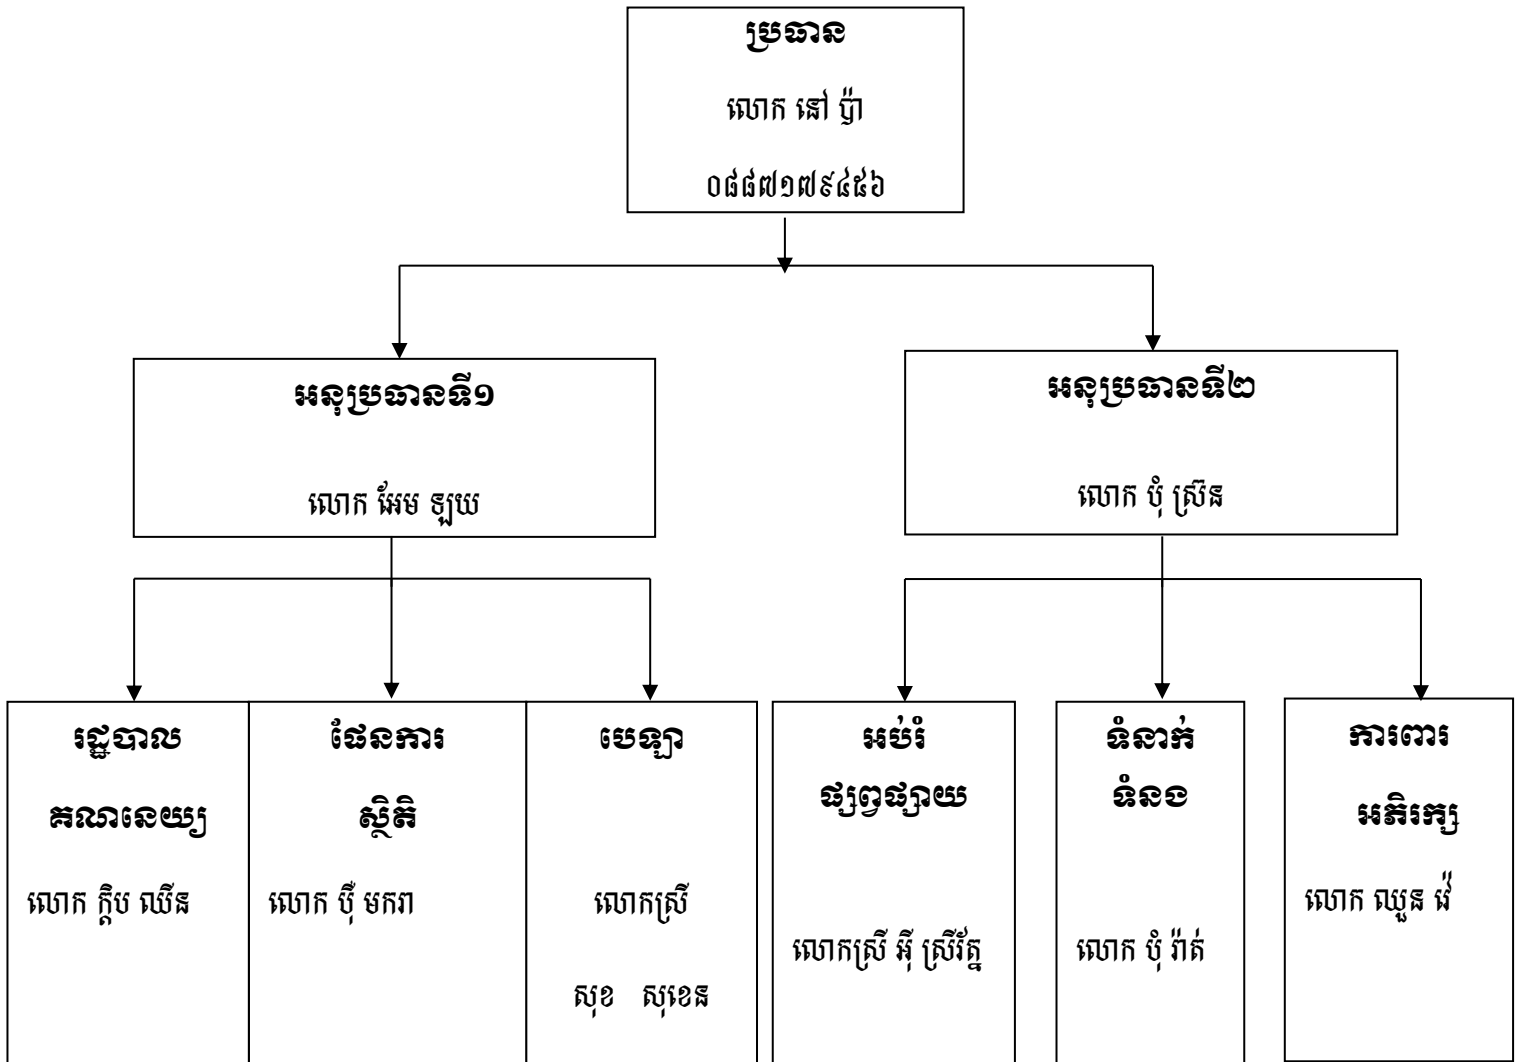 ប្រធាន
លោក នៅ ប៉ា
០៨៨៧១៧៩៤៥៦
អនុប្រធានទី១
លោក អែម ឡយ
អនុប្រធានទី២
លោក ប៉ុំ ស្រ៊ន
រដ្ឋបាល
គណនេយ្យ
លោក ក្តិប ឈីន
ផែនការ
ស្ថិតិ
លោក ប៊ី មករា
បេឡា
លោកស្រី
សុខ សុខេន
អប់រំ
ផ្សព្វផ្សាយ
លោកស្រី អ៊ី ស្រីរ័ត្ន
ទំនាក់
ទំនង
លោក ប៉ុំ រ៉ាត់
ការពារ
អភិរក្ស
លោក ឈួន វ៉េ